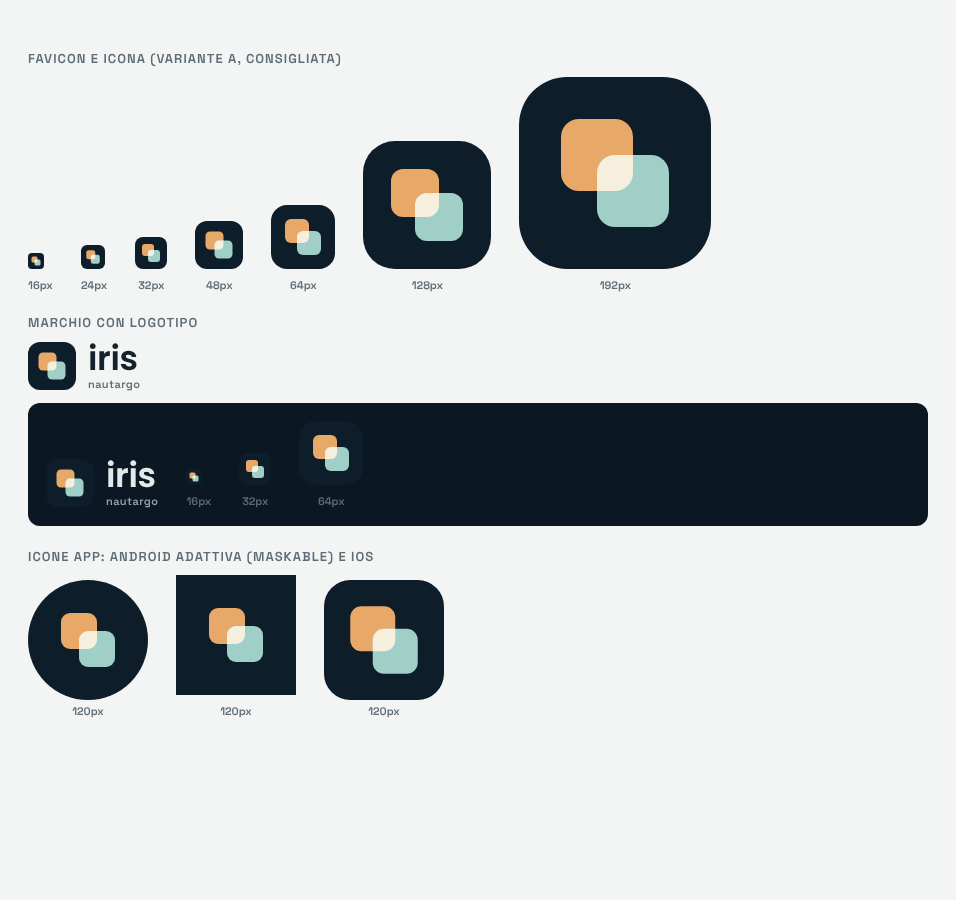 FAVICON E ICONA (VARIANTE A, CONSIGLIATA)
16px 24px 32px 48px 64px 128px 192px
MARCHIO CON LOGOTIPO
iris
nautargo
iris
nautargo 16px 32px 64px
ICONE APP: ANDROID ADATTIVA (MASKABLE) E IOS
120px 120px 120px